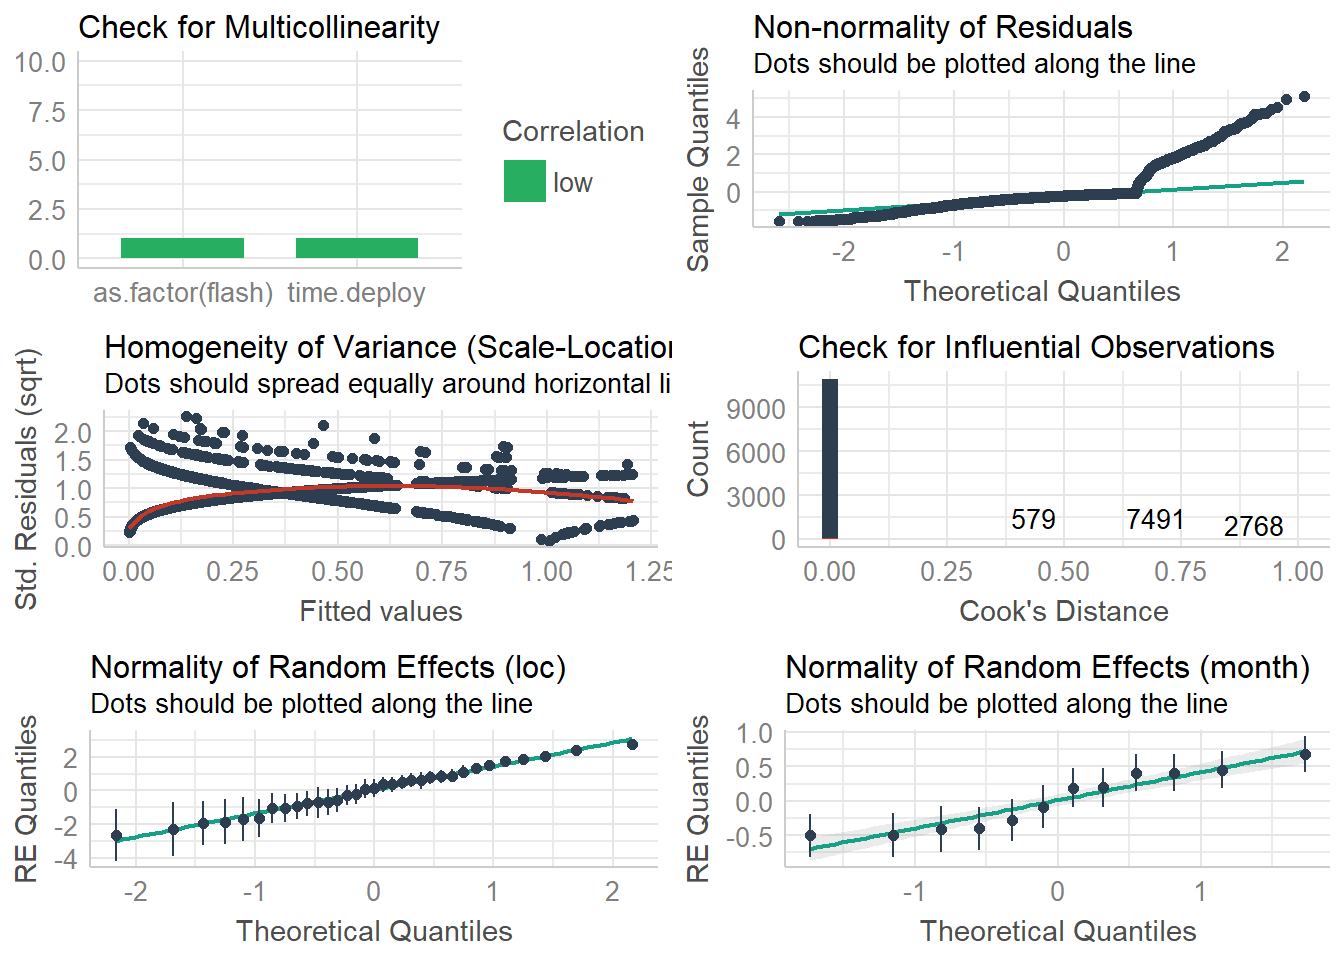 Check for Multicollinearity
10.0
7.5
5.0
2.5
0.0
as.factor(flash) time.deploy
Correlation
low
Non-normality of Residuals
Dots should be plotted along the line
Sample Quantiles
4
2
0
-2 -1 0 1 2
Theoretical Quantiles
Homogeneity of Variance (Scale-Location
Dots should spread equally around horizontal li
Std. Residuals (sqrt)
2.0
1.5
1.0
0.5
0.0
0.00 0.25 0.50 0.75 1.00 1.25
Fitted values
Check for Influential Observations
Count
9000
6000
3000
0
579 7491 2768
0.00 0.25 0.50 0.75 1.00
Cook's Distance
Normality of Random Effects (loc)
Dots should be plotted along the line
RE Quantiles
2
0
-2
-4
-2 -1 0 1 2
Theoretical Quantiles
Normality of Random Effects (month)
Dots should be plotted along the line
RE Quantiles
1.0
0.5
0.0
-0.5
-1 0 1
Theoretical Quantiles